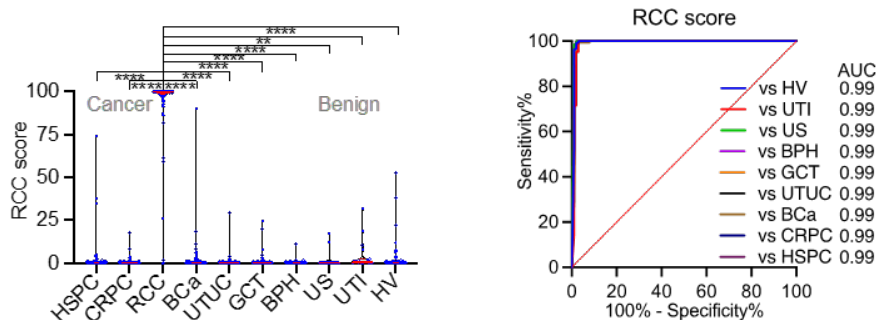 ****
**
****
****
****
**** ****
********
100
75
50
25
0
RCC score
Cancer
Benign
HSPC
CRPC
RCC
BCa
UTUC
GCT
BPH
US
UTI
HV
RCC score
100
80
60
40
20
0
Sensitivity%
AUC
vs HV 0.99
vs UTI 0.99
vs US 0.99
vs BPH 0.99
vs GCT 0.99
vs UTUC 0.99
vs BCa 0.99
vs CRPC 0.99
vs HSPC 0.99
0 20 40 60 80 100
100% - Specificity%